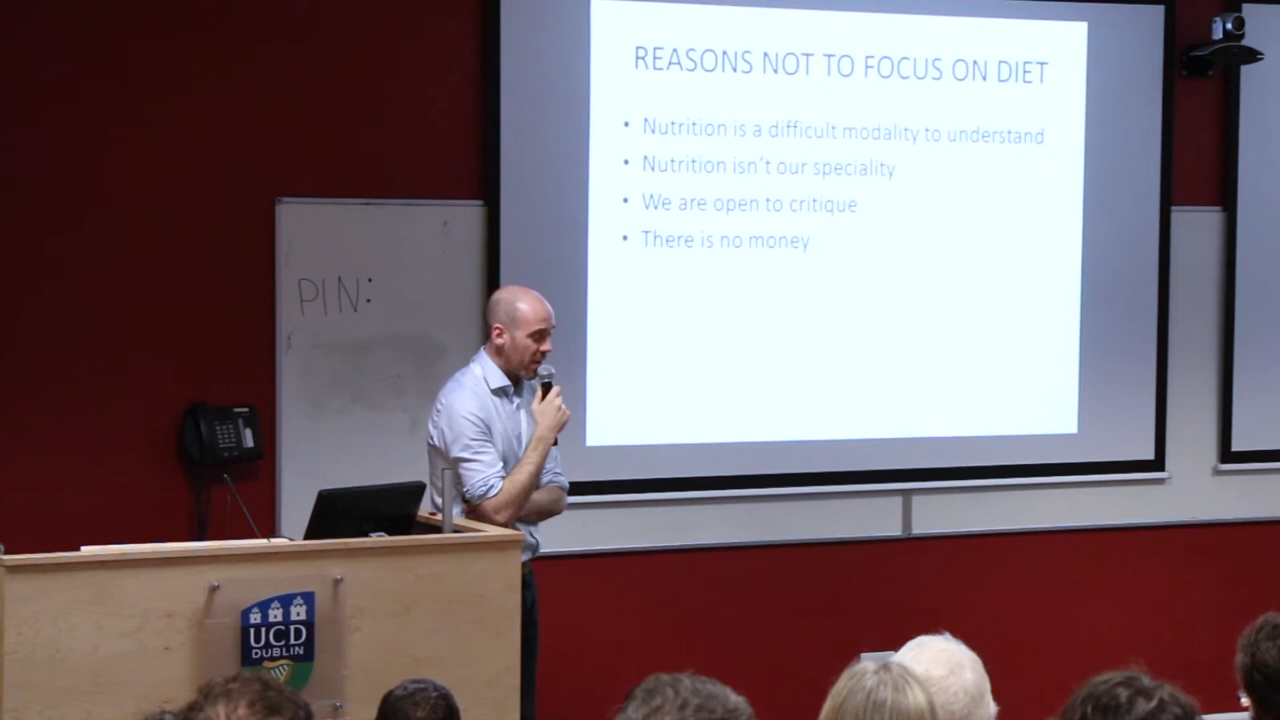 REASONS NOT TO FOCUS ON DIET
• Nutrition is a difficult modality to understand
• Nutrition isn't our speciality
• We are open to critique
• There is no money
PIN:
UCD
DUBLIN